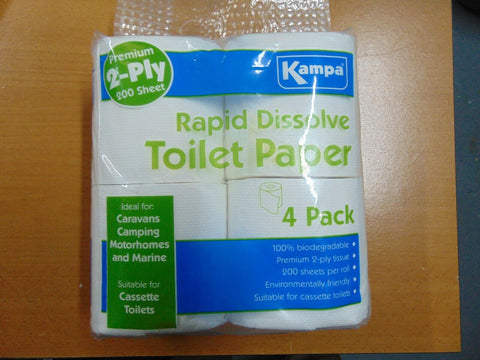 Premium
2-Ply
200 Sheet
Kampa
Rapid Dissolve
Toilet Paper
4 Pack
Ideal for:
Caravans
Camping
Motorhomes
and Marine
Suitable for
Cassette
Toilets
100% biodegradable
Premium 2-ply tissue
200 sheets per roll
Environmentally friendly
Suitable for cassette toilets